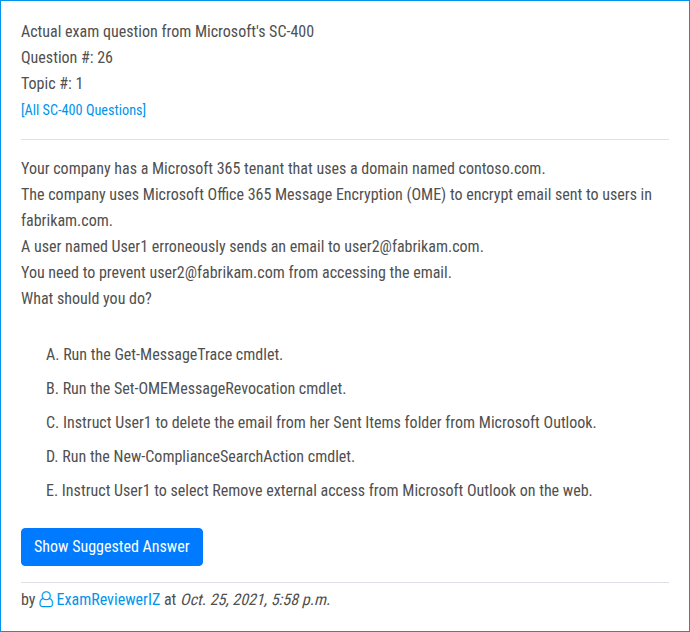 Actual exam question from Microsoft's SC-400
Question #: 26
Topic #: 1
[All SC-400 Questions]
Your company has a Microsoft 365 tenant that uses a domain named contoso.com.
The company uses Microsoft Office 365 Message Encryption (OME) to encrypt email sent to users in
fabrikam.com.
A user named User1 erroneously sends an email to user2@fabrikam.com.
You need to prevent user2@fabrikam.com from accessing the email.
What should you do?
A. Run the Get-MessageTrace cmdlet.
B. Run the Set-OMEMessageRevocation cmdlet.
C. Instruct User1 to delete the email from her Sent Items folder from Microsoft Outlook.
D. Run the New-ComplianceSearchAction cmdlet.
E. Instruct User1 to select Remove external access from Microsoft Outlook on the web.
Show Suggested Answer
by ExamReviewerIZ at Oct. 25, 2021, 5:58 p.m.